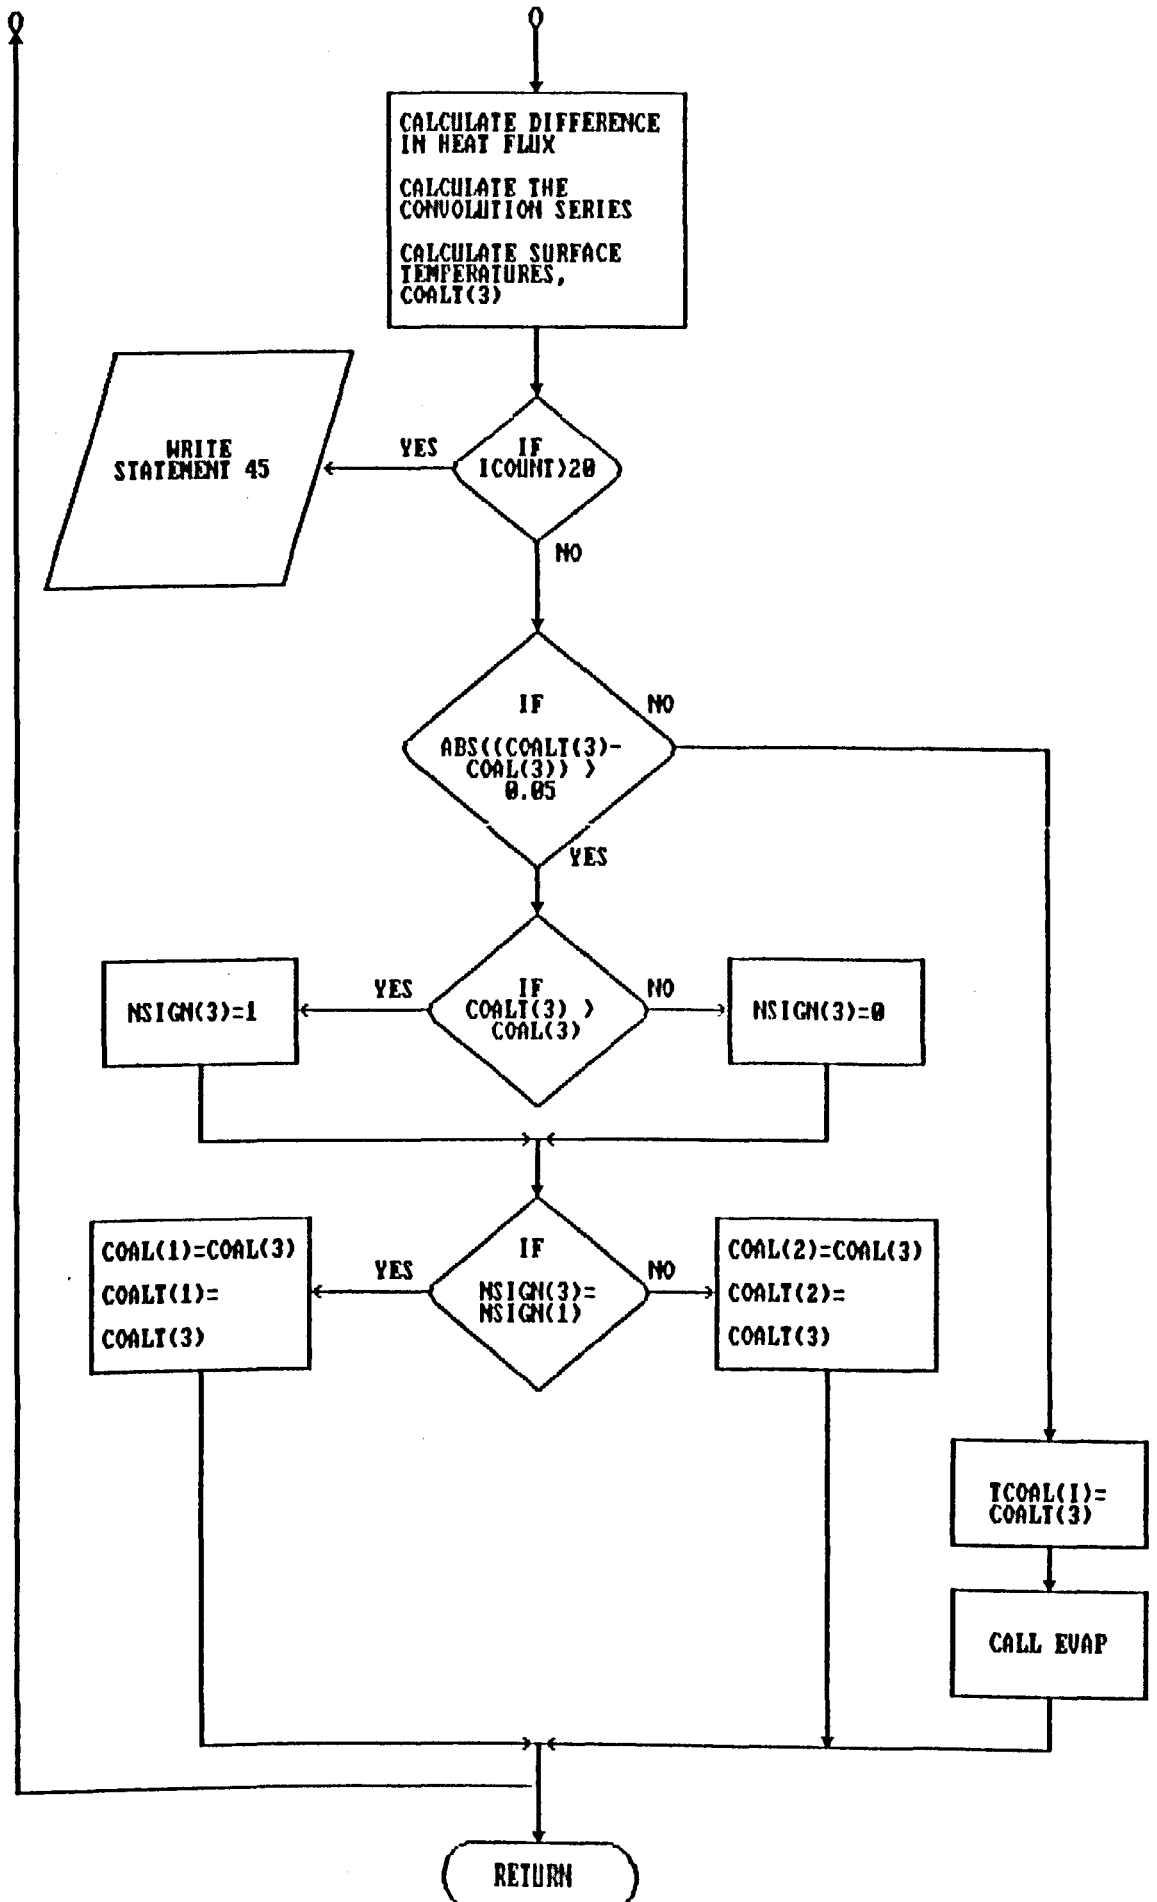 CALCULATE DIFFERENCE
IN HEAT FLUX
CALCULATE THE
CONVOLUTION SERIES
CALCULATE SURFACE
TEMPERATURES,
COALT(3)
WRITE
STATEMENT 45
YES
IF
ICOUNT>20
NO
IF
ABS((COALT(3)-
COAL(3)) >
0.05
NO
YES
NSIGN(3)=1
YES
IF
COALT(3) >
COAL(3)
NO
NSIGN(3)=0
COAL(1)=COAL(3)
COALT(1)=
COALT(3)
YES
IF
NSIGN(3)=
NSIGN(1)
NO
COAL(2)=COAL(3)
COALT(2)=
COALT(3)
TCOAL(I)=
COALT(3)
CALL EVAP
RETURN